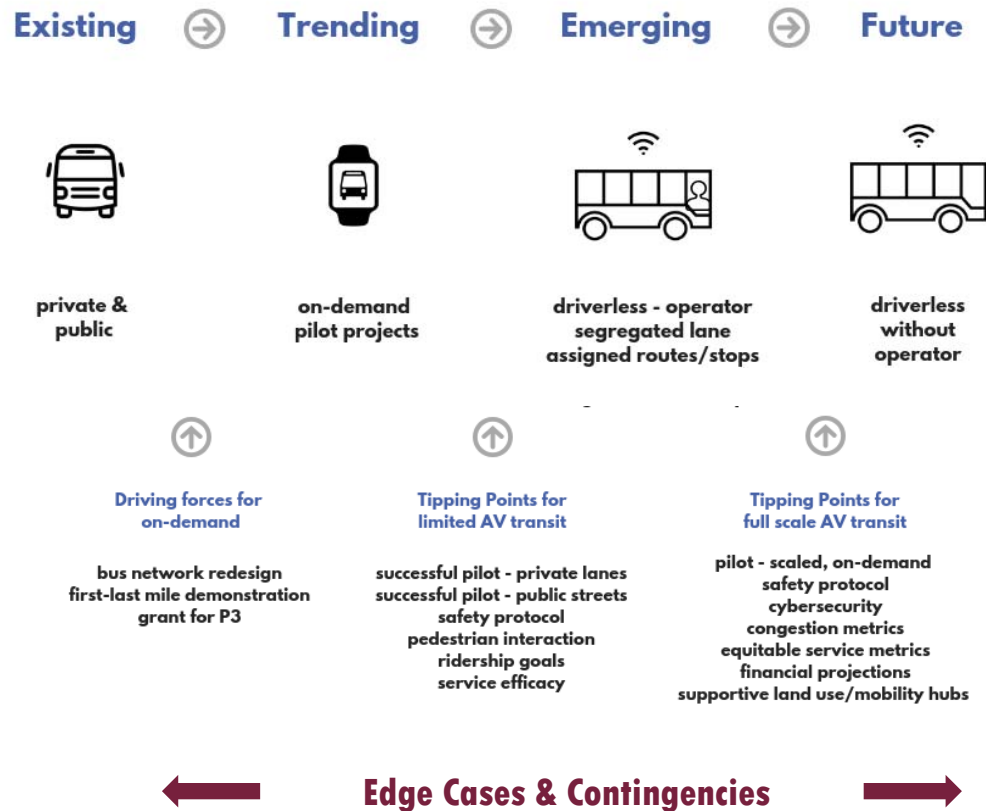 Existing
Trending
Emerging
Future
private &
public
on-demand
pilot projects
driverless - operator
segregated lane
assigned routes/stops
driverless
without
operator
Driving forces for
on-demand
bus network redesign
first-last mile demonstration
grant for P3
Tipping Points for
limited AV transit
successful pilot - private lanes
successful pilot - public streets
safety protocol
pedestrian interaction
ridership goals
service efficacy
Tipping Points for
full scale AV transit
pilot - scaled, on-demand
safety protocol
cybersecurity
congestion metrics
equitable service metrics
financial projections
supportive land use/mobility hubs
Edge Cases & Contingencies